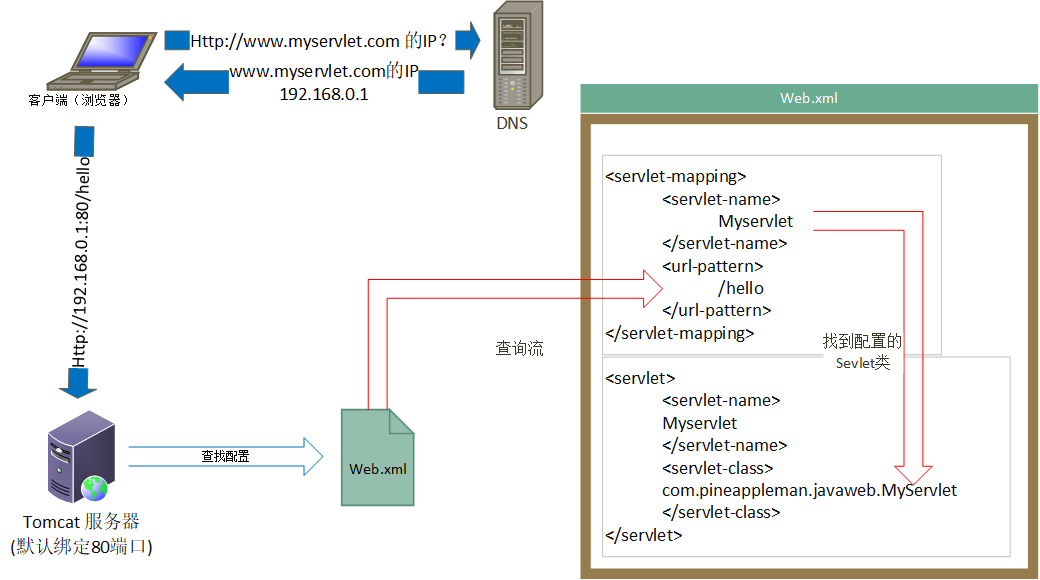 Http://www.myservlet.com 的IP？
www.myservlet.com的IP
192.168.0.1
客户端（浏览器）
DNS
Http://192.168.0.1:80/hello
Tomcat 服务器
(默认绑定80端口)
查找配置
Web.xml
查询流
Web.xml
<servlet-mapping>
<servlet-name>
Myservlet
</servlet-name>
<url-pattern>
/hello
</url-pattern>
</servlet-mapping>
找到配置的
Sevlet类
<servlet>
<servlet-name>
Myservlet
</servlet-name>
<servlet-class>
com.pineappleman.javaweb.MyServlet
</servlet-class>
</servlet>